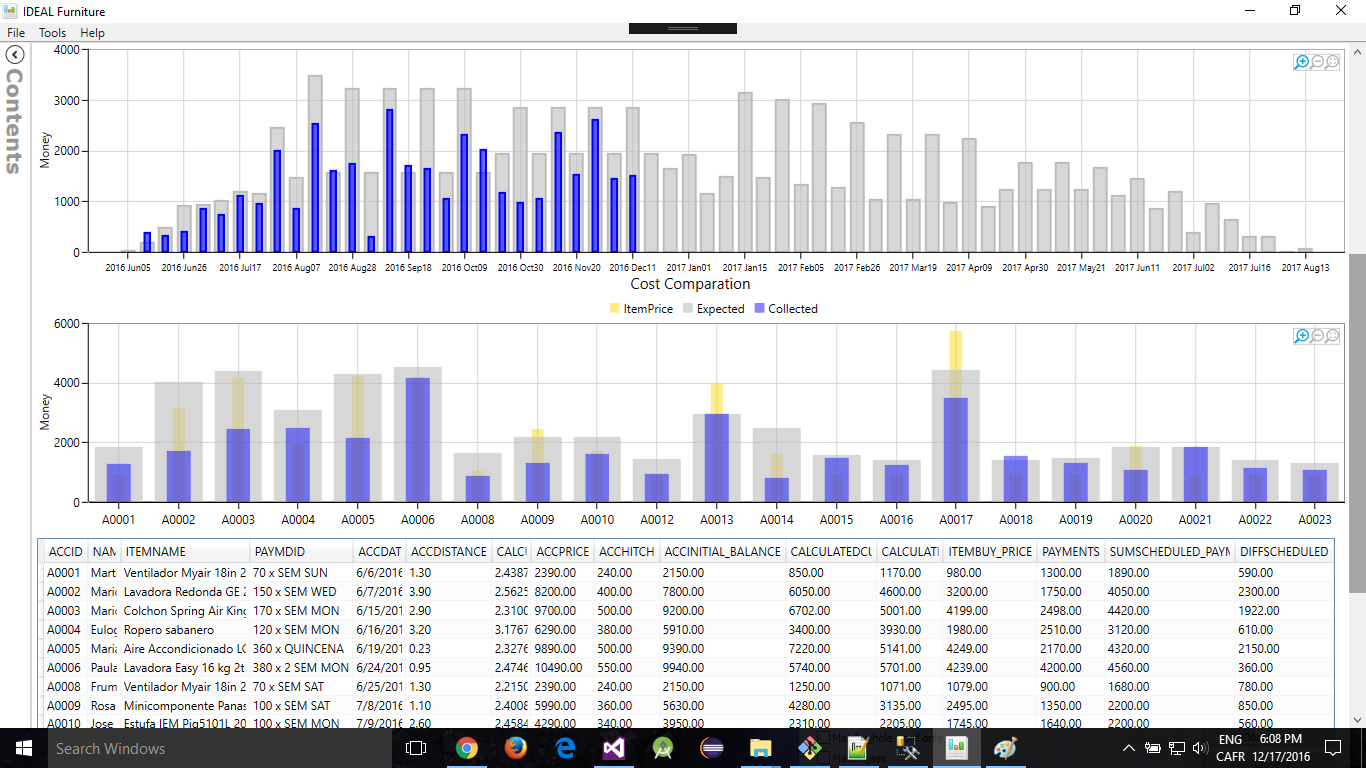 IDEAL Furniture
File Tools Help
Contents
4000
3000
2000
1000
0
Money
2016 Jun05 2016 Jun26 2016 Jul17 2016 Aug07 2016 Aug28 2016 Sep18 2016 Oct09 2016 Oct30 2016 Nov20 2016 Dec11 2017 Jan01 2017 Jan15 2017 Feb05 2017 Feb26 2017 Mar19 2017 Apr09 2017 Apr30 2017 May21 2017 Jun11 2017 Jul02 2017 Jul16 2017 Aug13
Cost Comparation
ItemPrice Expected Collected
6000
4000
2000
0
Money
A0001 A0002 A0003 A0004 A0005 A0006 A0008 A0009 A0010 A0012 A0013 A0014 A0015 A0016 A0017 A0018 A0019 A0020 A0021 A0022 A0023
ACCID NAM ITEMNAME PAYMDID ACCDAT ACCDISTANCE CALCU ACCPRICE ACCHITCH ACCINITIAL_BALANCE CALCULATEDCU CALCULATI ITEMBUY_PRICE PAYMENTS SUMSCHEDULED_PAYM DIFFSCHEDULED
A0001 Mart Ventilador Myair 18in 2 70 x SEM SUN 6/6/2016 1.30 2.4387 2390.00 240.00 2150.00 850.00 1170.00 980.00 1300.00 1890.00 590.00
A0002 Mario Lavadora Redonda GE 2 150 x SEM WED 6/7/2016 3.90 2.5625 8200.00 400.00 7800.00 6050.00 4600.00 3200.00 1750.00 4050.00 2300.00
A0003 Mario Colchon Spring Air King 170 x SEM MON 6/15/201 2.90 2.3100 9700.00 500.00 9200.00 6702.00 5001.00 4199.00 2498.00 4420.00 1922.00
A0004 Eulog Ropero sabanero 120 x SEM MON 6/16/201 3.20 3.1767 6290.00 380.00 5910.00 3400.00 3930.00 1980.00 2510.00 3120.00 610.00
A0005 Maria Aire Accondicionado LG 360 x QUINCENA 6/19/201 0.23 2.3276 9890.00 500.00 9390.00 7220.00 5141.00 4249.00 2170.00 4320.00 2150.00
A0006 Paula Lavadora Easy 16 kg 2t 380 x 2 SEM MON 6/24/201 0.95 2.4746 10490.00 550.00 9940.00 5740.00 5701.00 4239.00 4200.00 4560.00 360.00
A0008 Frum Ventilador Myair 18in 2 70 x SEM SAT 6/25/201 1.30 2.2150 2390.00 240.00 2150.00 1250.00 1071.00 1079.00 900.00 1680.00 780.00
A0009 Rosa Minicomponente Panas 100 x SEM SAT 7/8/2016 1.10 2.4008 5990.00 360.00 5630.00 4280.00 3135.00 2495.00 1350.00 2200.00 850.00
A0010 Jose Estufa IEM Pig5101L 20 100 x SEM MON 7/9/2016 2.60 2.4584 4290.00 340.00 3950.00 2310.00 2205.00 1745.00 1640.00 2200.00 560.00
Search Windows
ENG 6:08 PM
CAFR 12/17/2016